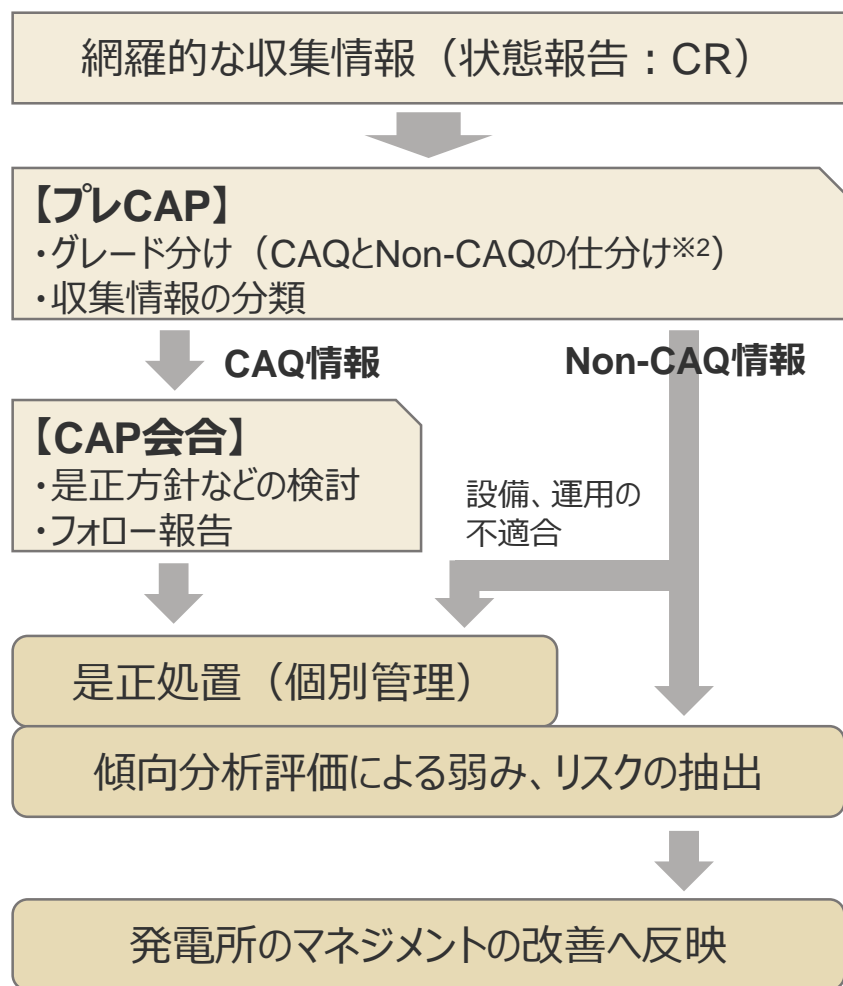 網羅的な収集情報（状態報告：CR）
【プレCAP】
・グレード分け（CAQとNon-CAQの仕分け※2）
・収集情報の分類
CAQ情報
Non-CAQ情報
【CAP会合】
・是正方針などの検討
・フォロー報告
設備、運用の
不適合
是正処置（個別管理）
傾向分析評価による弱み、リスクの抽出
発電所のマネジメントの改善へ反映